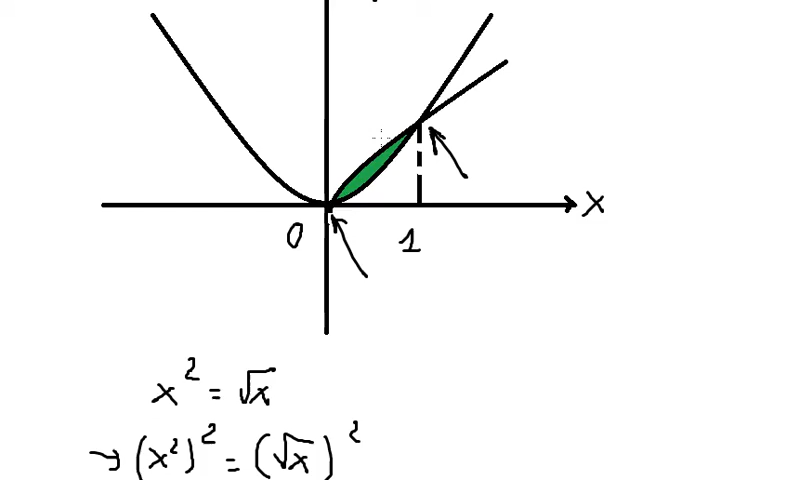 X
0 1
x² = √x
→ (x²)² = (√x)²